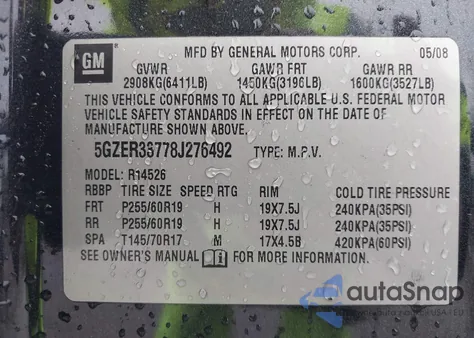 GM
MFD BY GENERAL MOTORS CORP. 05/08
GVWR GAWR FRT GAWR RR
2908KG(6411LB) 1450KG(3196LB) 1600KG(3527LB)
THIS VEHICLE CONFORMS TO ALL APPLICABLE U.S. FEDERAL MOTOR
VEHICLE SAFETY STANDARDS IN EFFECT ON THE DATE OF
MANUFACTURE SHOWN ABOVE.
5GZER33778J276492 TYPE: M.P.V.
MODEL: R14526
RBBP TIRE SIZE SPEED RTG RIM COLD TIRE PRESSURE
FRT P255/60R19 H 19X7.5J 240KPA(35PSI)
RR P255/60R19 H 19X7.5J 240KPA(35PSI)
SPA T145/70R17 M 17X4.5B 420KPA(60PSI)
SEE OWNER'S MANUAL FOR MORE INFORMATION.
autoSnap